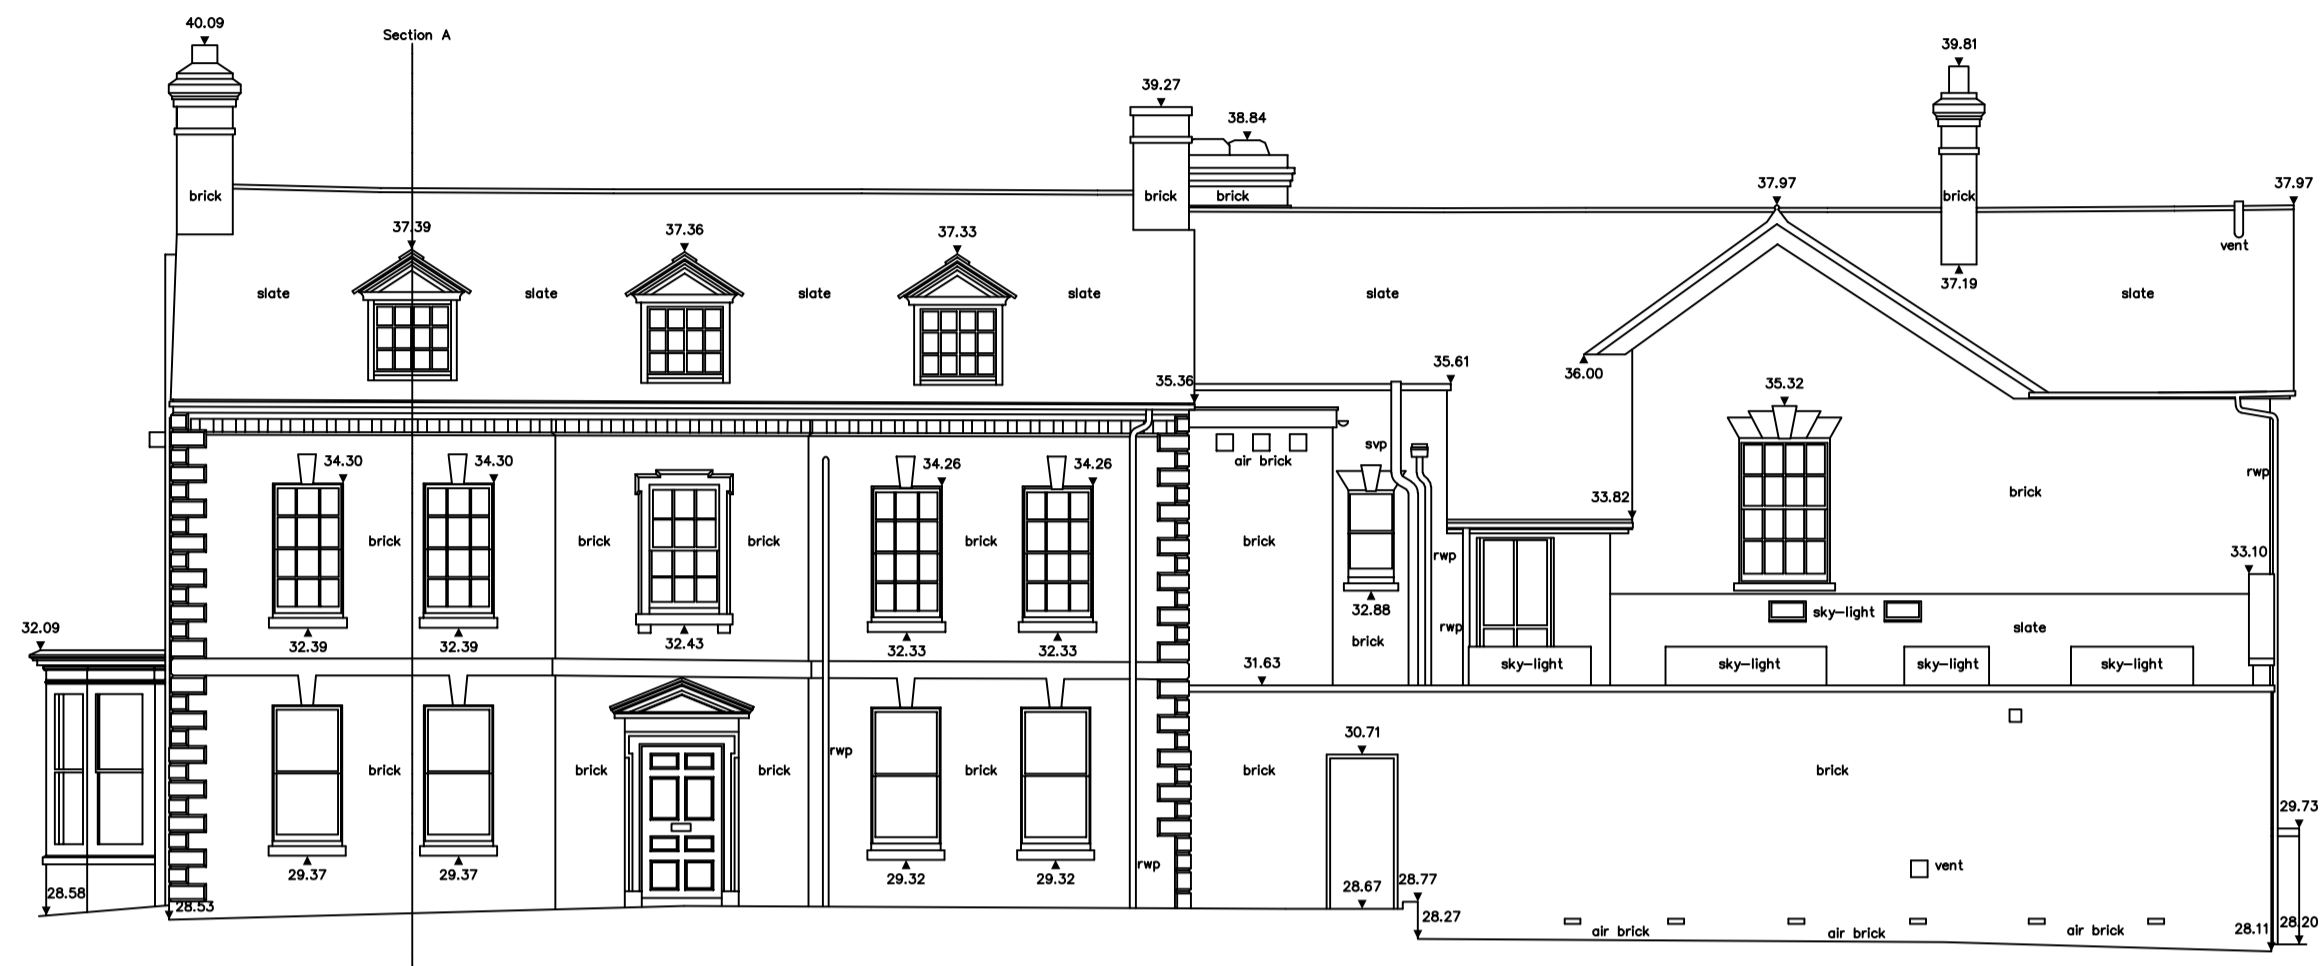 40.09
Section A
39.27
38.84
39.81
37.97
37.97
brick
brick
brick
brick
vent
37.39
37.36
37.33
37.19
slate
slate
slate
slate
slate
slate
35.36
35.61
36.00
35.32
34.30
34.30
34.26
34.26
svp
air brick
rwp
brick
33.82
brick
brick
brick
brick
brick
rwp
33.10
32.88
sky-light
32.09
32.39
32.39
32.43
32.33
32.33
brick
rwp
slate
31.63
sky-light
sky-light
sky-light
sky-light
30.71
rwp
brick
brick
brick
brick
brick
brick
29.73
rwp
vent
29.37
29.37
29.32
29.32
28.58
28.53
28.67
28.77
28.27
air brick
air brick
air brick
28.11
28.20